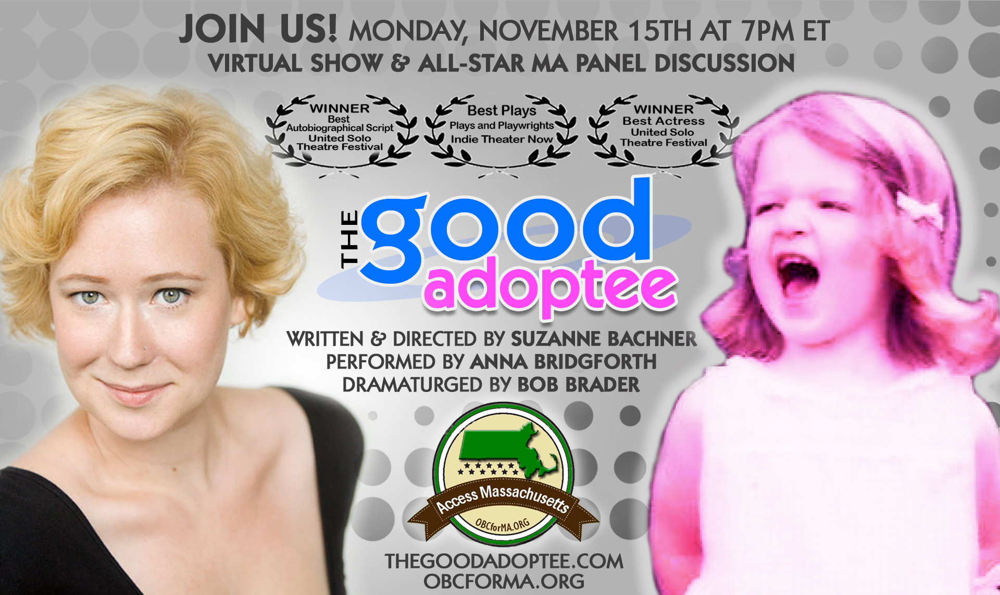 JOIN US! MONDAY, NOVEMBER 15TH AT 7PM ET
VIRTUAL SHOW & ALL-STAR MA PANEL DISCUSSION
WINNER
Best
Autobiographical Script
United Solo
Theatre Festival
Best Plays
Plays and Playwrights
Indie Theater Now
WINNER
Best Actress
United Solo
Theatre Festival
THE
good
adoptee
WRITTEN & DIRECTED BY SUZANNE BACHNER
PERFORMED BY ANNA BRIDGFORTH
DRAMATURGED BY BOB BRADER
Access Massachusetts
OBCforMA.ORG
THEGOODADOPTEE.COM
OBCFORMA.ORG